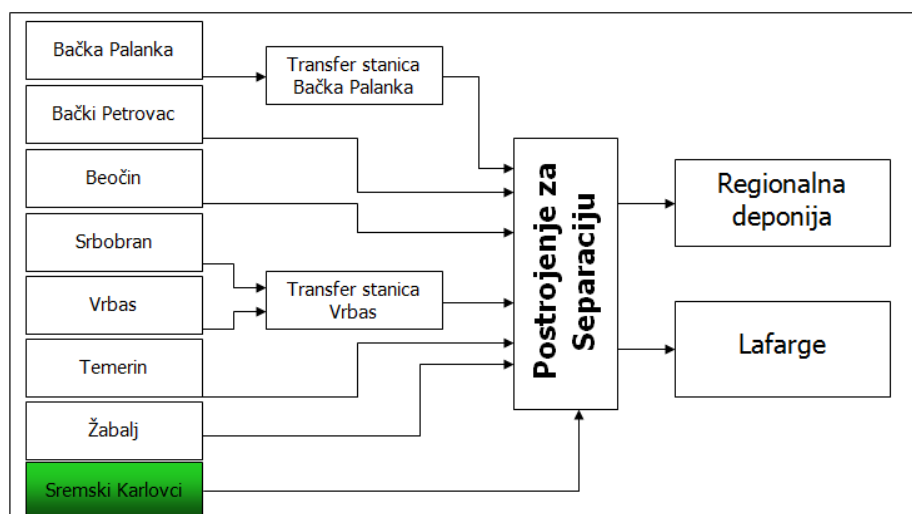 Bačka Palanka
Bački Petrovac
Beočin
Srbobran
Vrbas
Temerin
Žabalj
Sremski Karlovci
Transfer stanica
Bačka Palanka
Transfer stanica
Vrbas
Postrojenje za
Separaciju
Regionalna
deponija
Lafarge